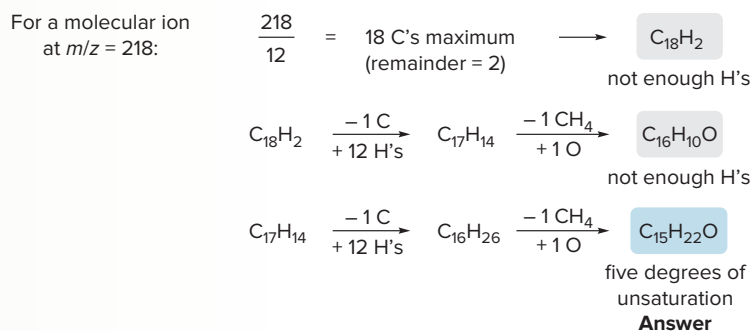 For a molecular ion
at m/z = 218:
218
12
=
18 C's maximum
(remainder = 2)
C₁₈H₂
not enough H's
C₁₈H₂
– 1 C
+ 12 H's
C₁₇H₁₄
– 1 CH₄
+ 1 O
C₁₆H₁₀O
not enough H's
C₁₇H₁₄
– 1 C
+ 12 H's
C₁₆H₂₆
– 1 CH₄
+ 1 O
C₁₅H₂₂O
five degrees of
unsaturation
Answer